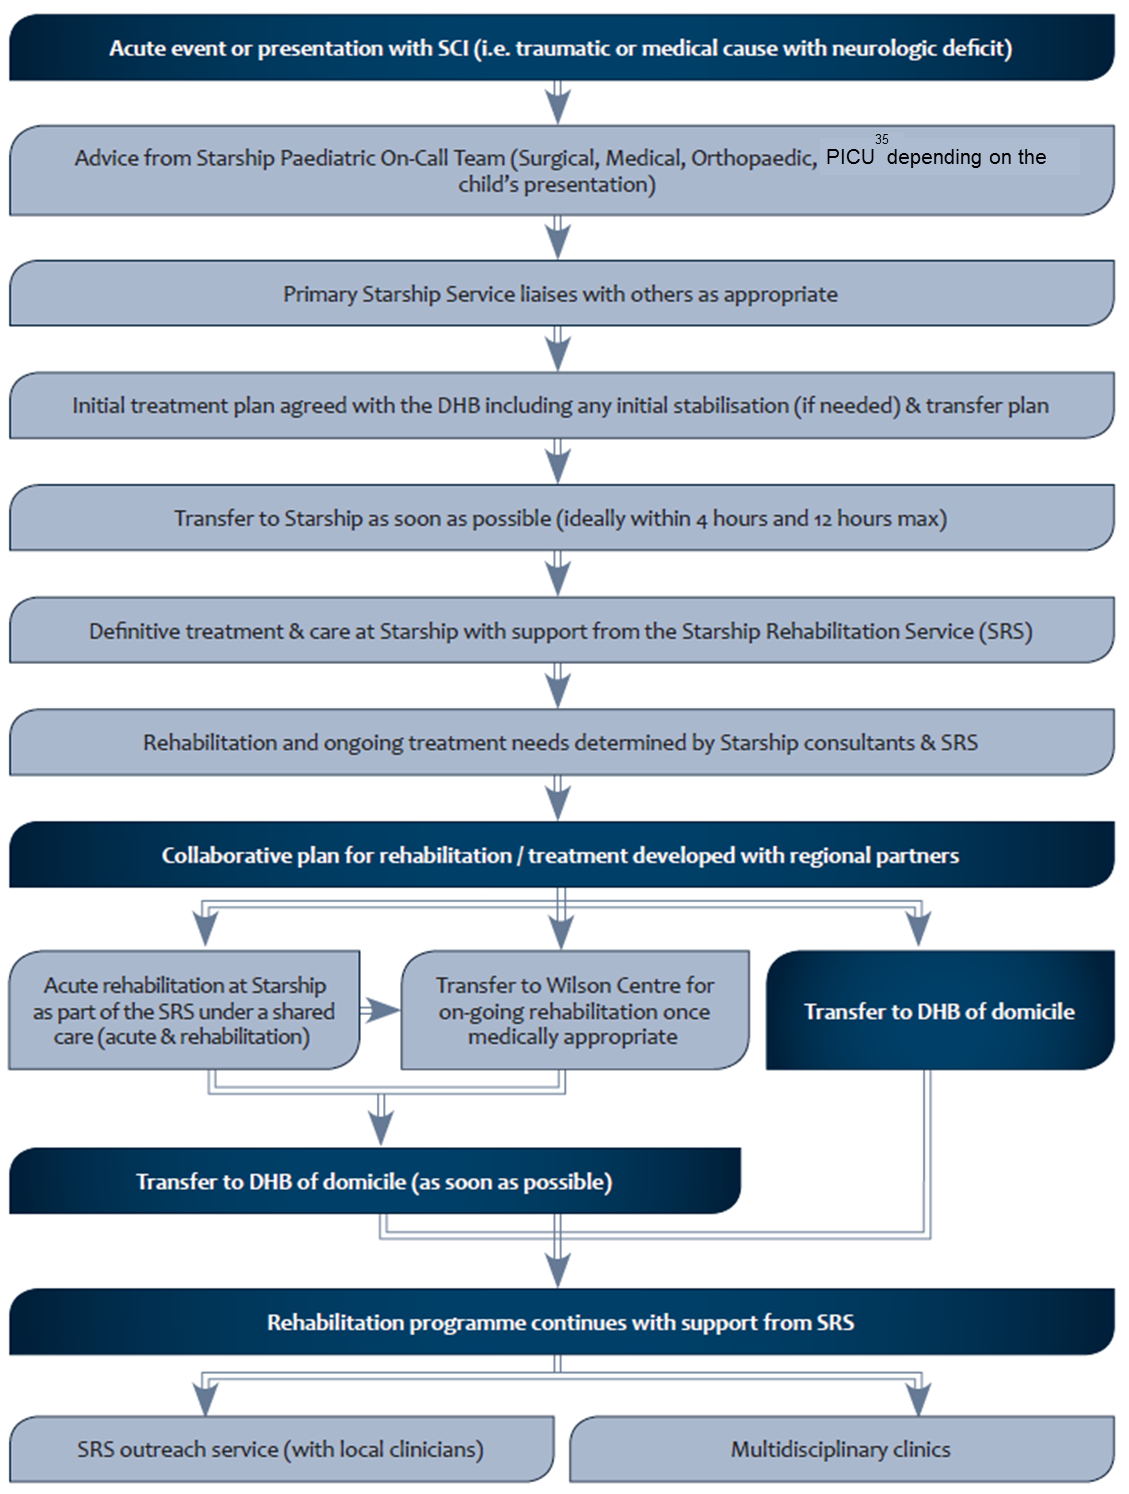 Acute event or presentation with SCI (i.e. traumatic or medical cause with neurologic deficit)
Advice from Starship Paediatric On-Call Team (Surgical, Medical, Orthopaedic, PICU35 depending on the
child's presentation)
Primary Starship Service liaises with others as appropriate
Initial treatment plan agreed with the DHB including any initial stabilisation (if needed) & transfer plan
Transfer to Starship as soon as possible (ideally within 4 hours and 12 hours max)
Definitive treatment & care at Starship with support from the Starship Rehabilitation Service (SRS)
Rehabilitation and ongoing treatment needs determined by Starship consultants & SRS
Collaborative plan for rehabilitation / treatment developed with regional partners
Acute rehabilitation at Starship
as part of the SRS under a shared
care (acute & rehabilitation)
Transfer to Wilson Centre for
on-going rehabilitation once
medically appropriate
Transfer to DHB of domicile
Transfer to DHB of domicile (as soon as possible)
Rehabilitation programme continues with support from SRS
SRS outreach service (with local clinicians)
Multidisciplinary clinics